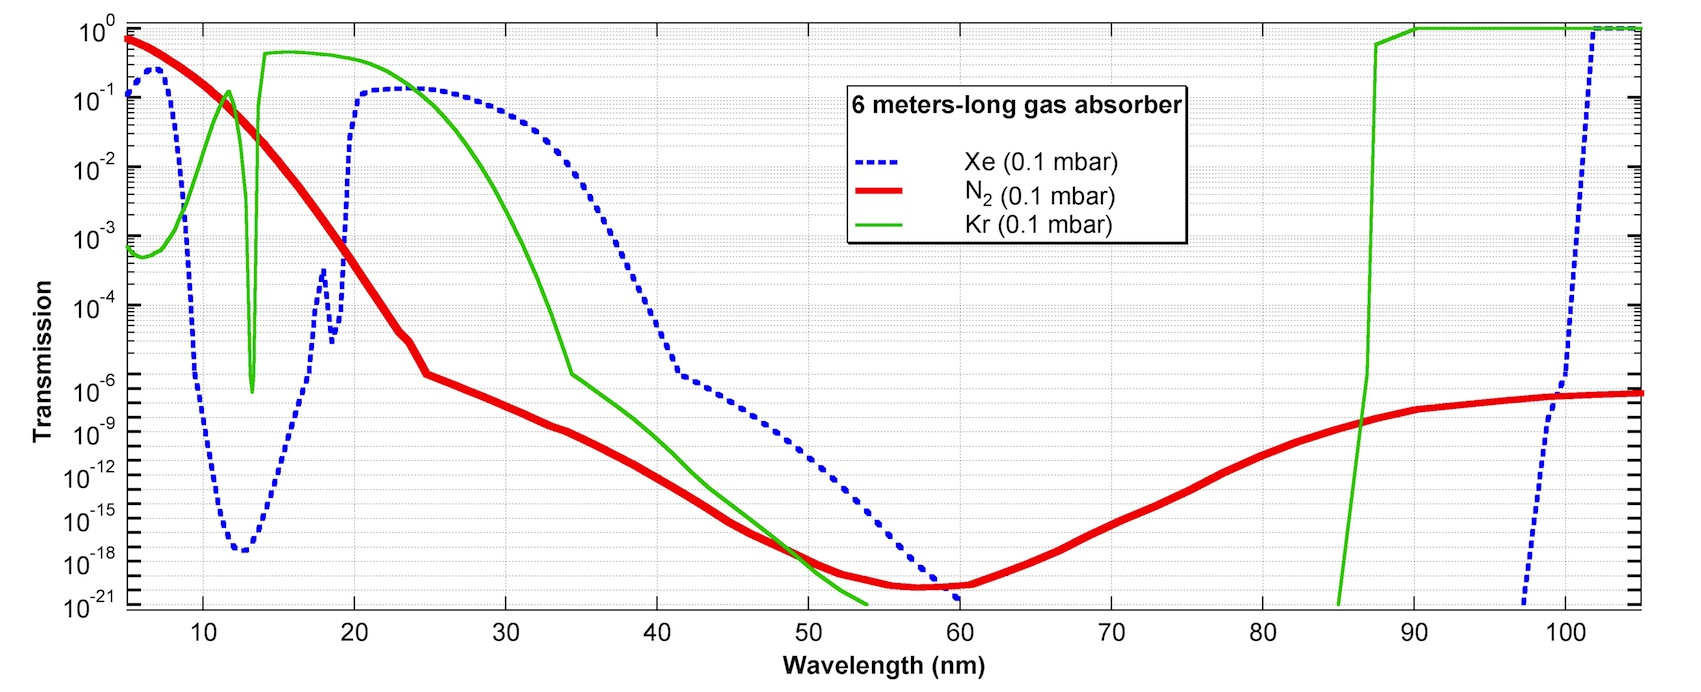 Transmission
10^0
10^-1
10^-2
10^-3
10^-4
10^-6
10^-9
10^-12
10^-15
10^-18
10^-21
6 meters-long gas absorber
Xe (0.1 mbar)
N₂ (0.1 mbar)
Kr (0.1 mbar)
10 20 30 40 50 60 70 80 90 100
Wavelength (nm)